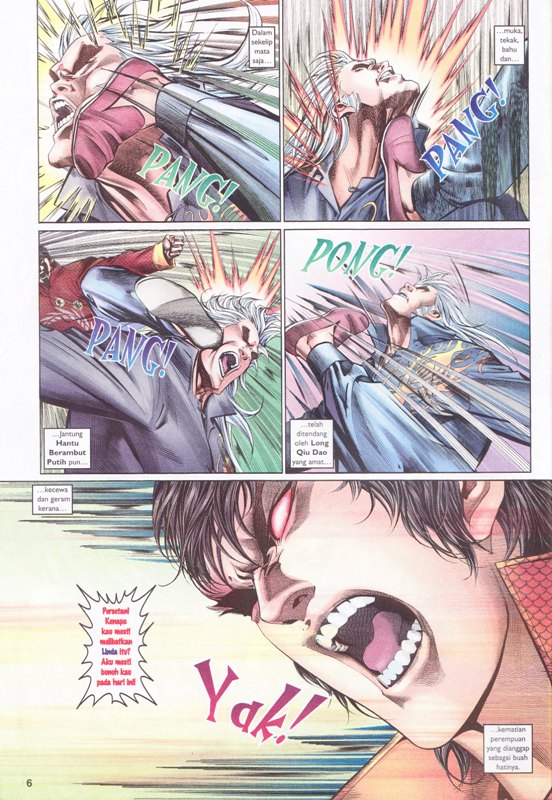 Dalam
sekelip
mata
saja...
PANG!
...muka,
tekak,
bahu
dan...
PANG!
PANG!
...Jantung
Hantu
Berambut
Putih pun...
PONG!
...telah
ditendang
oleh Long
Qiu Dao
yang amat...
...kecewa
dan geram
kerana...
Persetan!
Kenapa
kau mesti
melibatkan
Linda itu?
Aku mesti
bunuh kau
pada hari ini!
Yak!
...kematian
perempuan
yang dianggap
sebagai buah
hatinya.
6